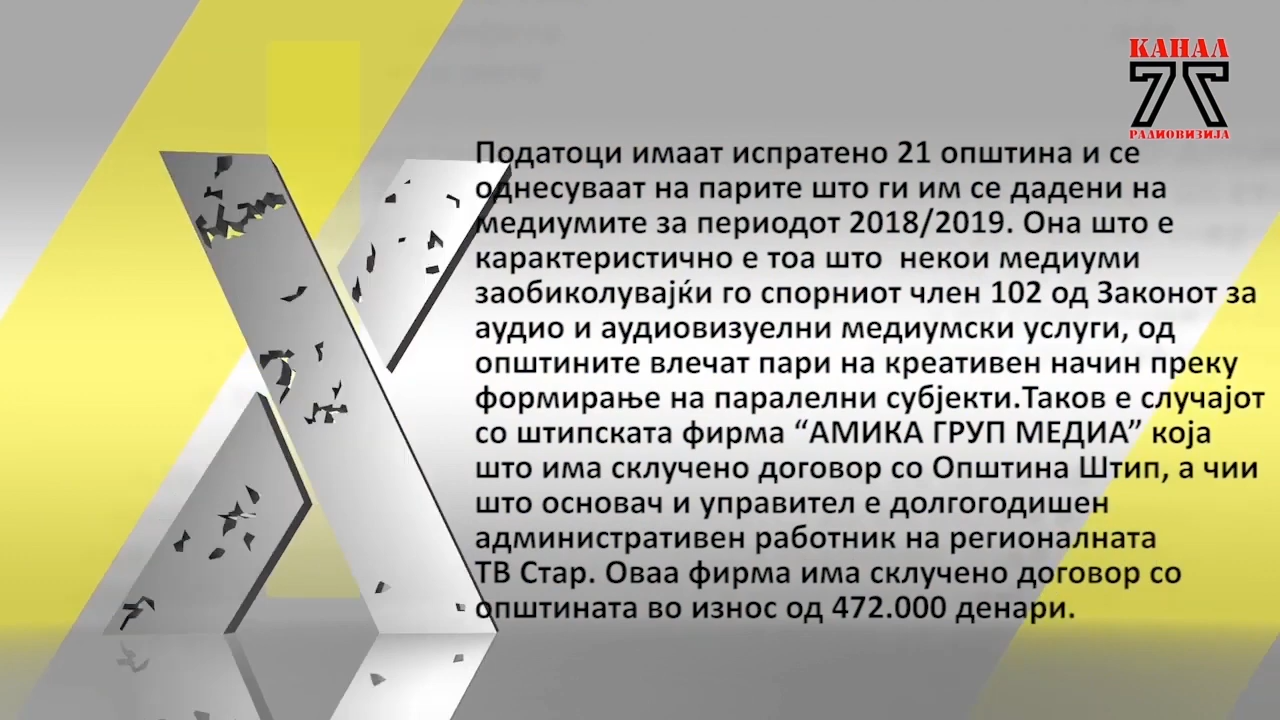 КАНАЛ
77
РАДИОВИЗИЈА
Податоци имаат испратено 21 општина и се
однесуваат на парите што ги им се дадени на
медиумите за периодот 2018/2019. Она што е
карактеристично е тоа што  некои медиуми
заобиколувајќи го спорниот член 102 од Законот за
аудио и аудиовизуелни медиумски услуги, од
општините влечат пари на креативен начин преку
формирање на паралелни субјекти.Таков е случајот
со штипската фирма “АМИКА ГРУП МЕДИА” која
што има склучено договор со Општина Штип, а чии
што основач и управител е долгогодишен
административен работник на регионалната
ТВ Стар. Оваа фирма има склучено договор со
општината во износ од 472.000 денари.